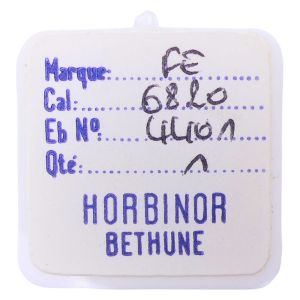 Marque: FE
Cal: 6820
Eb Nº: 4401
Qté: 1
HORBINOR
BETHUNE